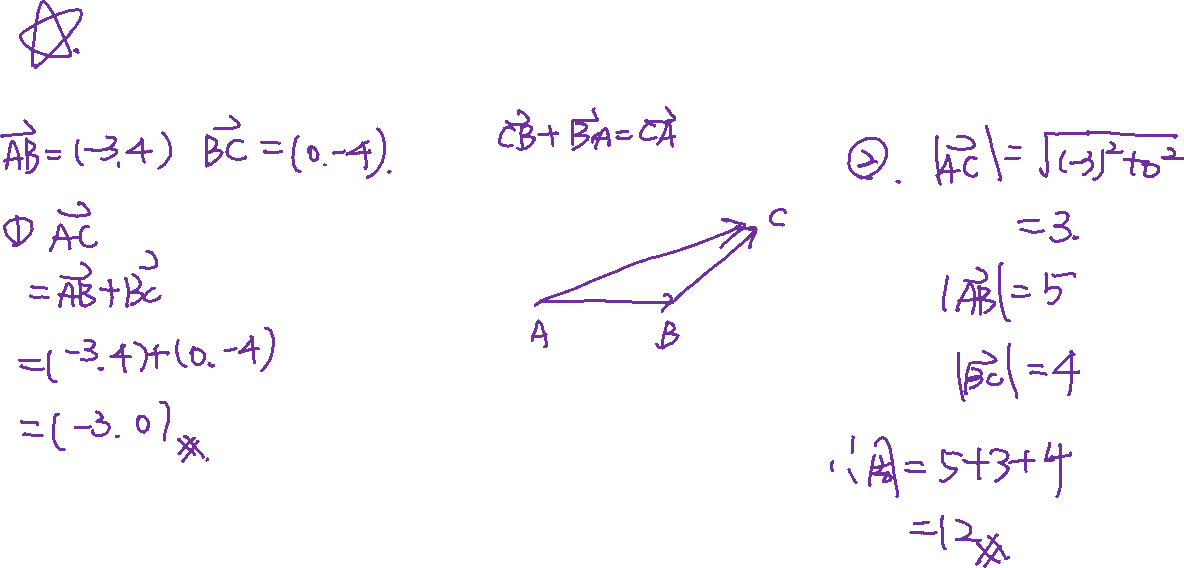 AB=(-3.4) BC=(0.-4).
① AC
=AB+BC
=(-3.4)+(0.-4)
=(-3.0)
CB+BA=CA
A
B
C
②. |AC|=√(-3)²+0²
=3.
|AB|=5
|BC|=4
∴周=5+3+4
=12